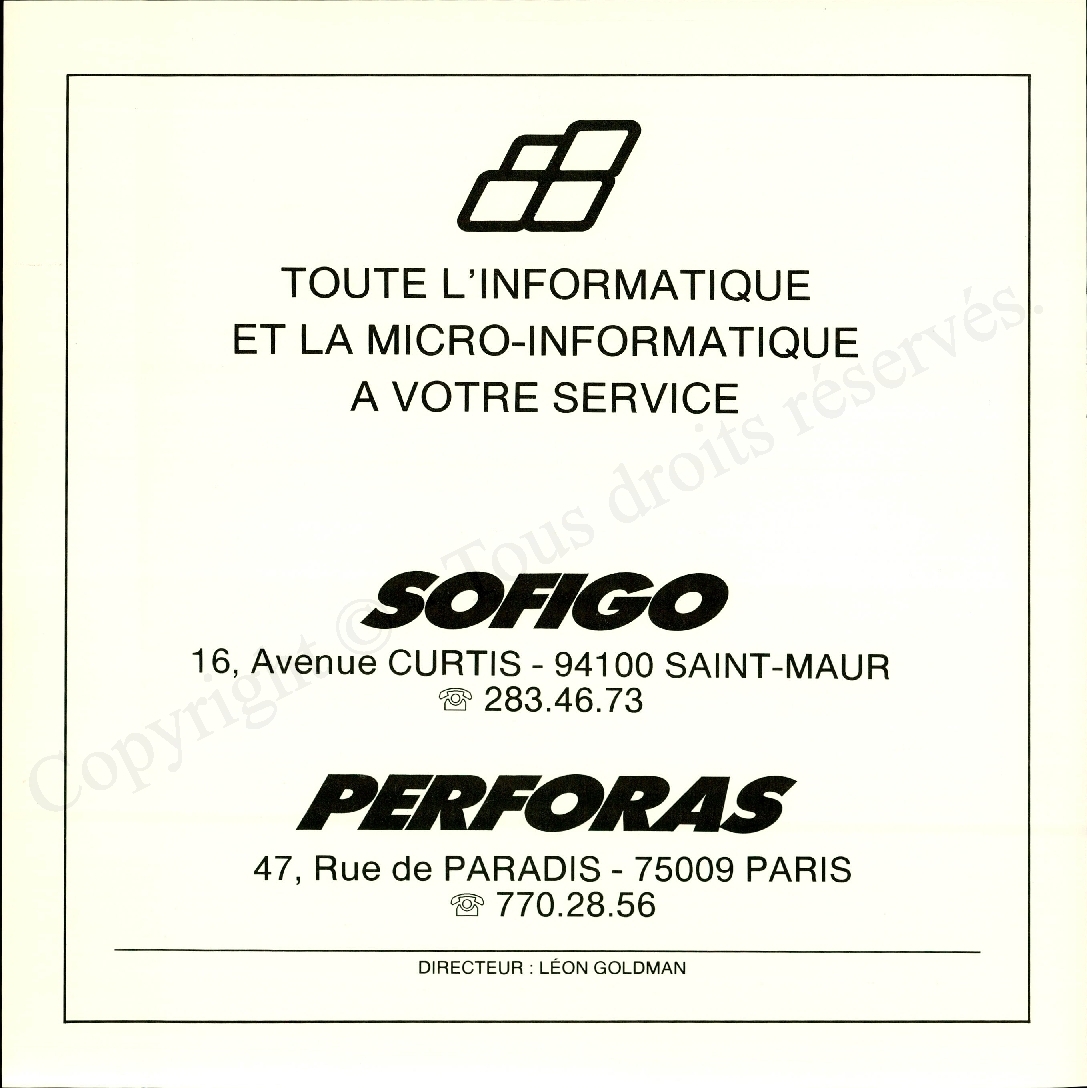 TOUTE L'INFORMATIQUE
ET LA MICRO-INFORMATIQUE
A VOTRE SERVICE
SOFIGO
16, Avenue CURTIS - 94100 SAINT-MAUR
☏ 283.46.73
PERFORAS
47, Rue de PARADIS - 75009 PARIS
☏ 770.28.56
DIRECTEUR : LÉON GOLDMAN
Copyright © Tous droits réservés.